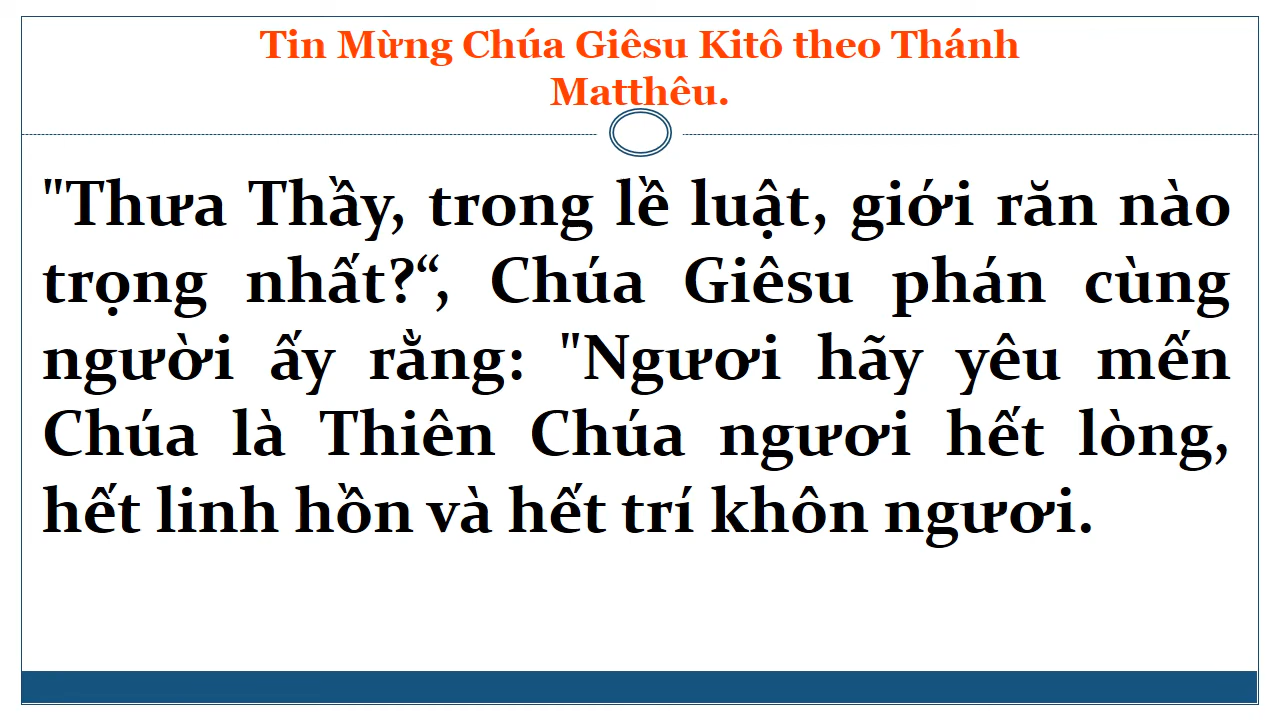 Tin Mừng Chúa Giêsu Kitô theo Thánh
Matthêu.
"Thưa Thầy, trong lề luật, giới răn nào
trọng nhất?“, Chúa Giêsu phán cùng
người ấy rằng: "Ngươi hãy yêu mến
Chúa là Thiên Chúa ngươi hết lòng,
hết linh hồn và hết trí khôn ngươi.